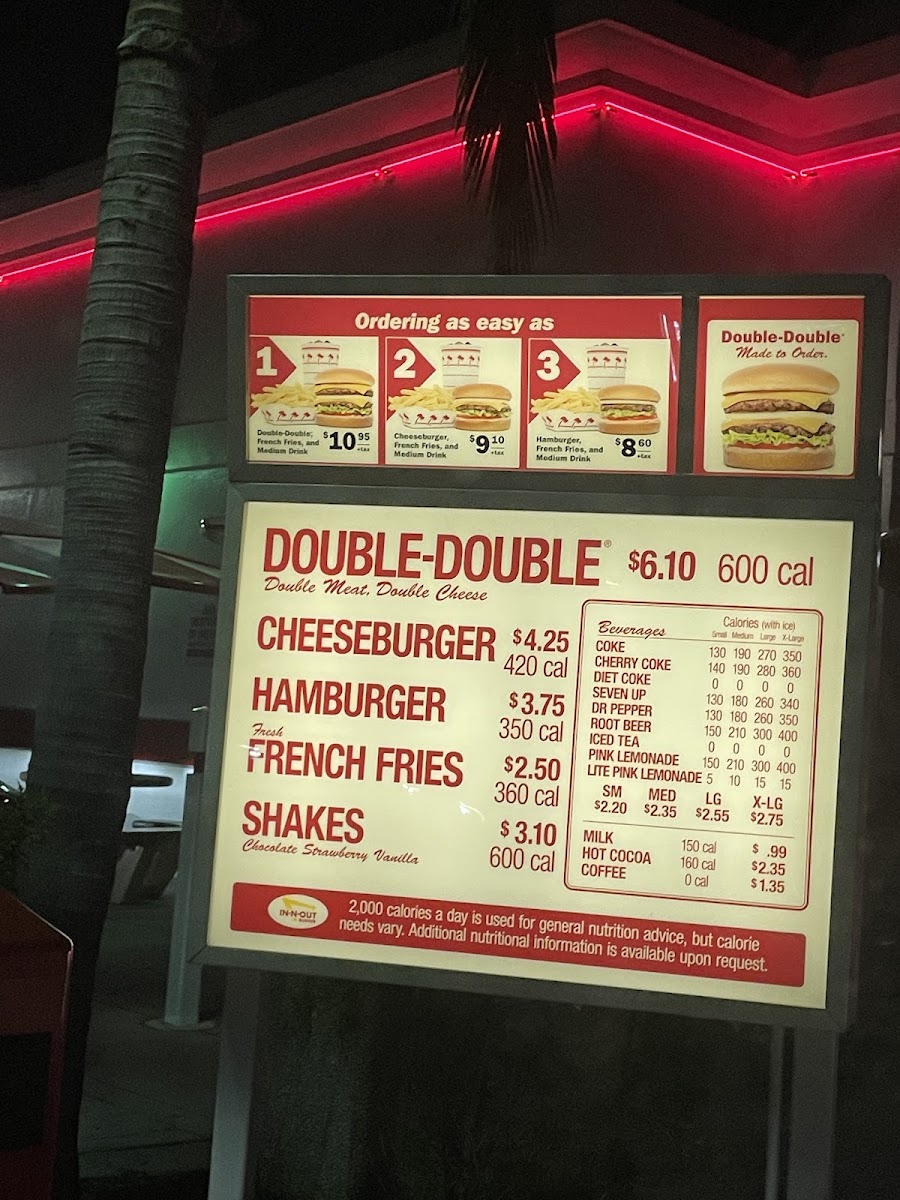 Ordering as easy as
1
Double-Double®,
French Fries, and
Medium Drink
$10.95
+tax
2
Cheeseburger,
French Fries, and
Medium Drink
$9.10
+tax
3
Hamburger,
French Fries, and
Medium Drink
$8.60
+tax
Double-Double®
Made to Order.
DOUBLE-DOUBLE® $6.10 600 cal
Double Meat, Double Cheese
CHEESEBURGER $4.25
420 cal
HAMBURGER $3.75
350 cal
Fresh
FRENCH FRIES $2.50
360 cal
SHAKES $3.10
Chocolate Strawberry Vanilla 600 cal
Beverages Calories (with ice)
Small Medium Large X-Large
COKE 130 190 270 350
CHERRY COKE 140 190 280 360
DIET COKE 0 0 0 0
SEVEN UP 130 180 260 340
DR PEPPER 130 180 260 350
ROOT BEER 150 210 300 400
ICED TEA 0 0 0 0
PINK LEMONADE 150 210 300 400
LITE PINK LEMONADE 5 10 15 15
SM MED LG X-LG
$2.20 $2.35 $2.55 $2.75
MILK 150 cal $ .99
HOT COCOA 160 cal $2.35
COFFEE 0 cal $1.35
IN-N-OUT
BURGER
2,000 calories a day is used for general nutrition advice, but calorie
needs vary. Additional nutritional information is available upon request.